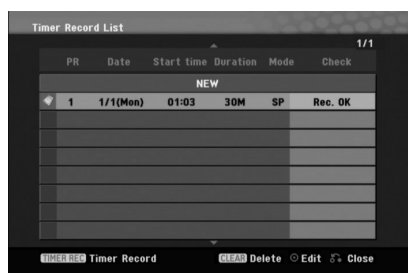 Timer Record List
1/1
PR Date Start time Duration Mode Check
NEW
1 1/1(Mon) 01:03 30M SP Rec. OK
TIMER REC Timer Record CLEAR Delete Edit Close